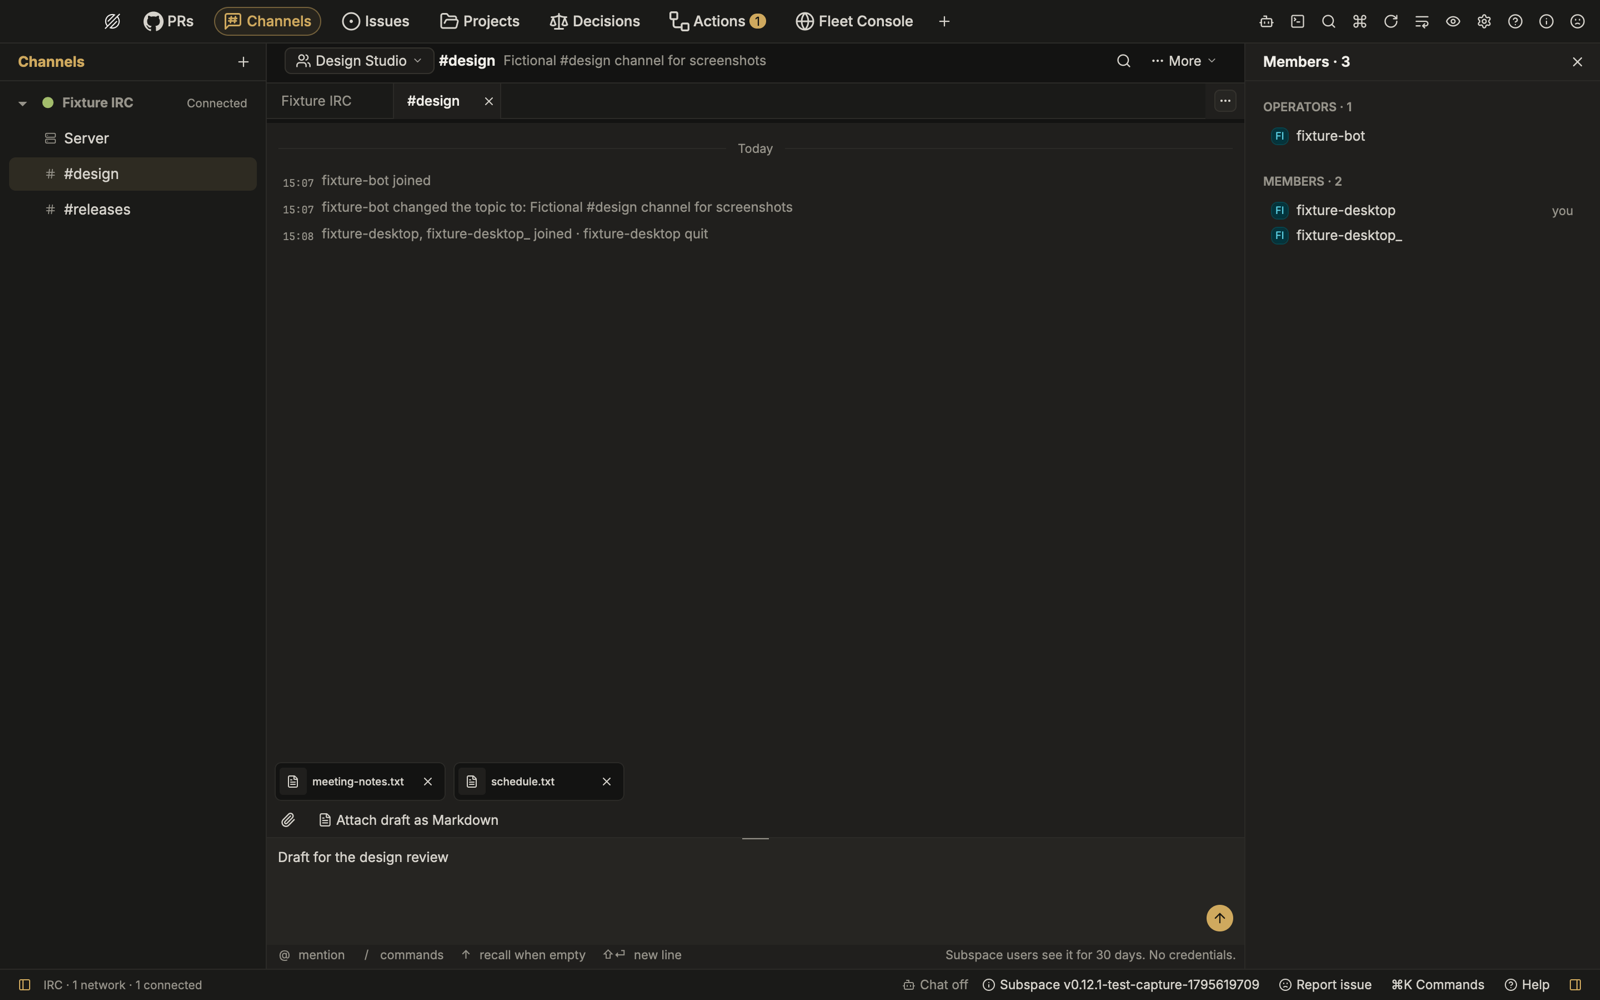 PRs
Channels
Issues
Projects
Decisions
Actions 1
Fleet Console
Channels
Fixture IRC Connected
Server
# #design
# #releases
Design Studio #design Fictional #design channel for screenshots
More
Fixture IRC #design
Today
15:07 fixture-bot joined
15:07 fixture-bot changed the topic to: Fictional #design channel for screenshots
15:08 fixture-desktop, fixture-desktop_ joined · fixture-desktop quit
meeting-notes.txt
schedule.txt
Attach draft as Markdown
Draft for the design review
@ mention / commands ↑ recall when empty ⇧↵ new line
Subspace users see it for 30 days. No credentials.
Members · 3
OPERATORS · 1
FI fixture-bot
MEMBERS · 2
FI fixture-desktop you
FI fixture-desktop_
IRC · 1 network · 1 connected
Chat off
Subspace v0.12.1-test-capture-1795619709
Report issue
⌘K Commands
Help